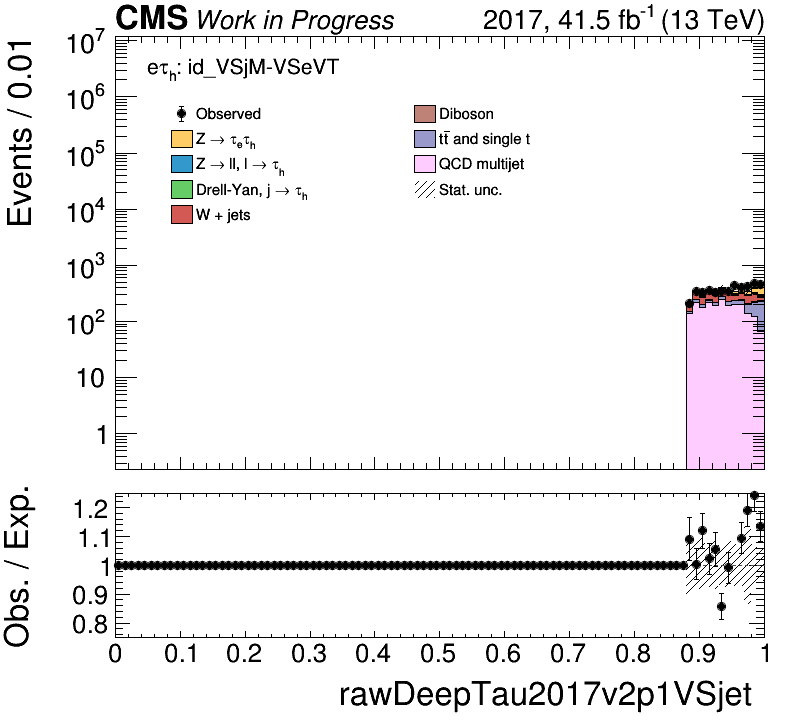 CMS Work in Progress 2017, 41.5 fb⁻¹ (13 TeV)
Events / 0.01
10⁷
10⁶
10⁵
10⁴
10³
10²
10
1
eτₕ: id_VSjM-VSeVT
Observed
Z → τₑτₕ
Z → ll, l → τₕ
Drell-Yan, j → τₕ
W + jets
Diboson
tt̄ and single t
QCD multijet
Stat. unc.
Obs. / Exp.
1.2
1.1
1
0.9
0.8
0 0.1 0.2 0.3 0.4 0.5 0.6 0.7 0.8 0.9 1
rawDeepTau2017v2p1VSjet